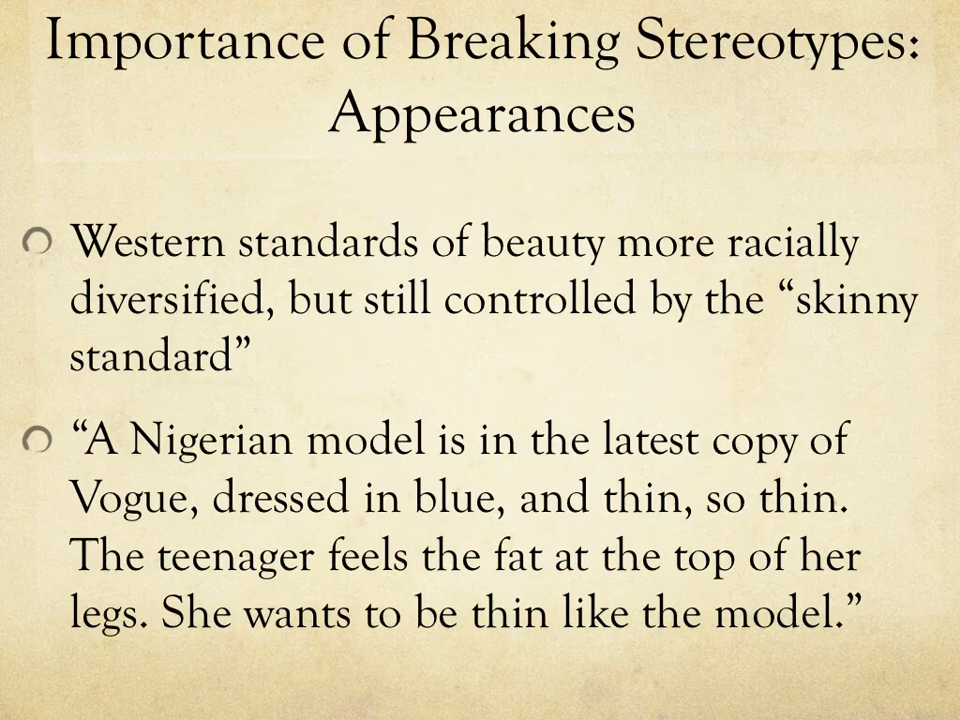 Importance of Breaking Stereotypes:
Appearances
Western standards of beauty more racially
diversified, but still controlled by the “skinny
standard”
“A Nigerian model is in the latest copy of
Vogue, dressed in blue, and thin, so thin.
The teenager feels the fat at the top of her
legs. She wants to be thin like the model.”